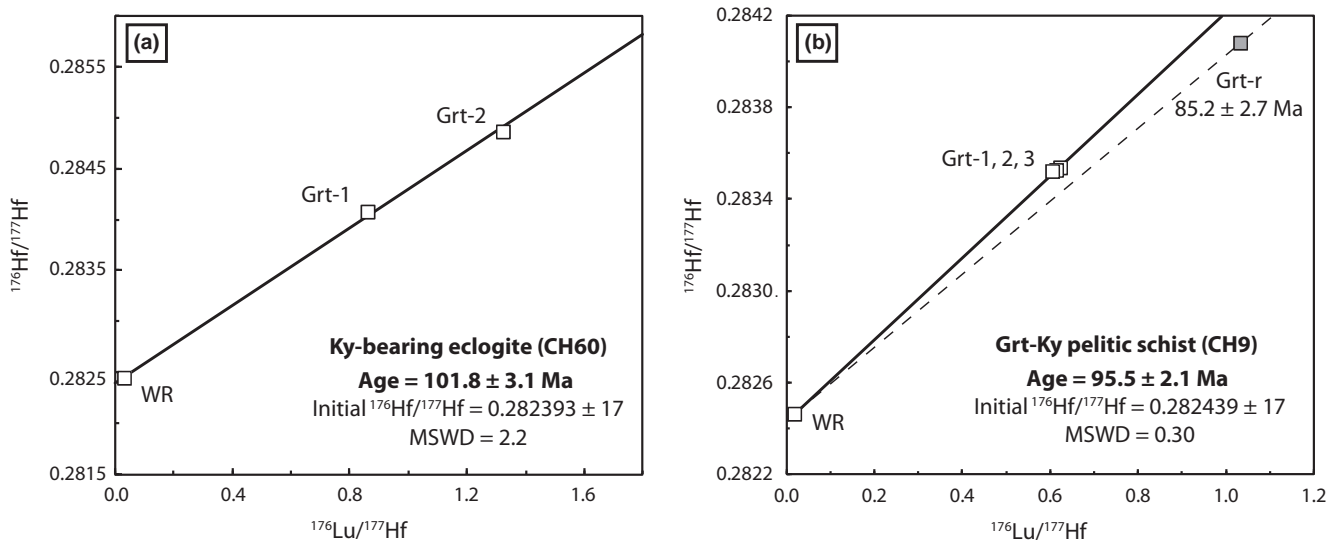 (a)
0.2855
0.2845
0.2835
0.2825
0.2815
¹⁷⁶Hf/¹⁷⁷Hf
Grt-2
Grt-1
WR
Ky-bearing eclogite (CH60)
Age = 101.8 ± 3.1 Ma
Initial ¹⁷⁶Hf/¹⁷⁷Hf = 0.282393 ± 17
MSWD = 2.2
0.0 0.4 0.8 1.2 1.6
¹⁷⁶Lu/¹⁷⁷Hf
(b)
0.2842
0.2838
0.2834
0.2830
0.2826
0.2822
¹⁷⁶Hf/¹⁷⁷Hf
Grt-r
85.2 ± 2.7 Ma
Grt-1, 2, 3
WR
Grt-Ky pelitic schist (CH9)
Age = 95.5 ± 2.1 Ma
Initial ¹⁷⁶Hf/¹⁷⁷Hf = 0.282439 ± 17
MSWD = 0.30
0.0 0.2 0.4 0.6 0.8 1.0 1.2
¹⁷⁶Lu/¹⁷⁷Hf